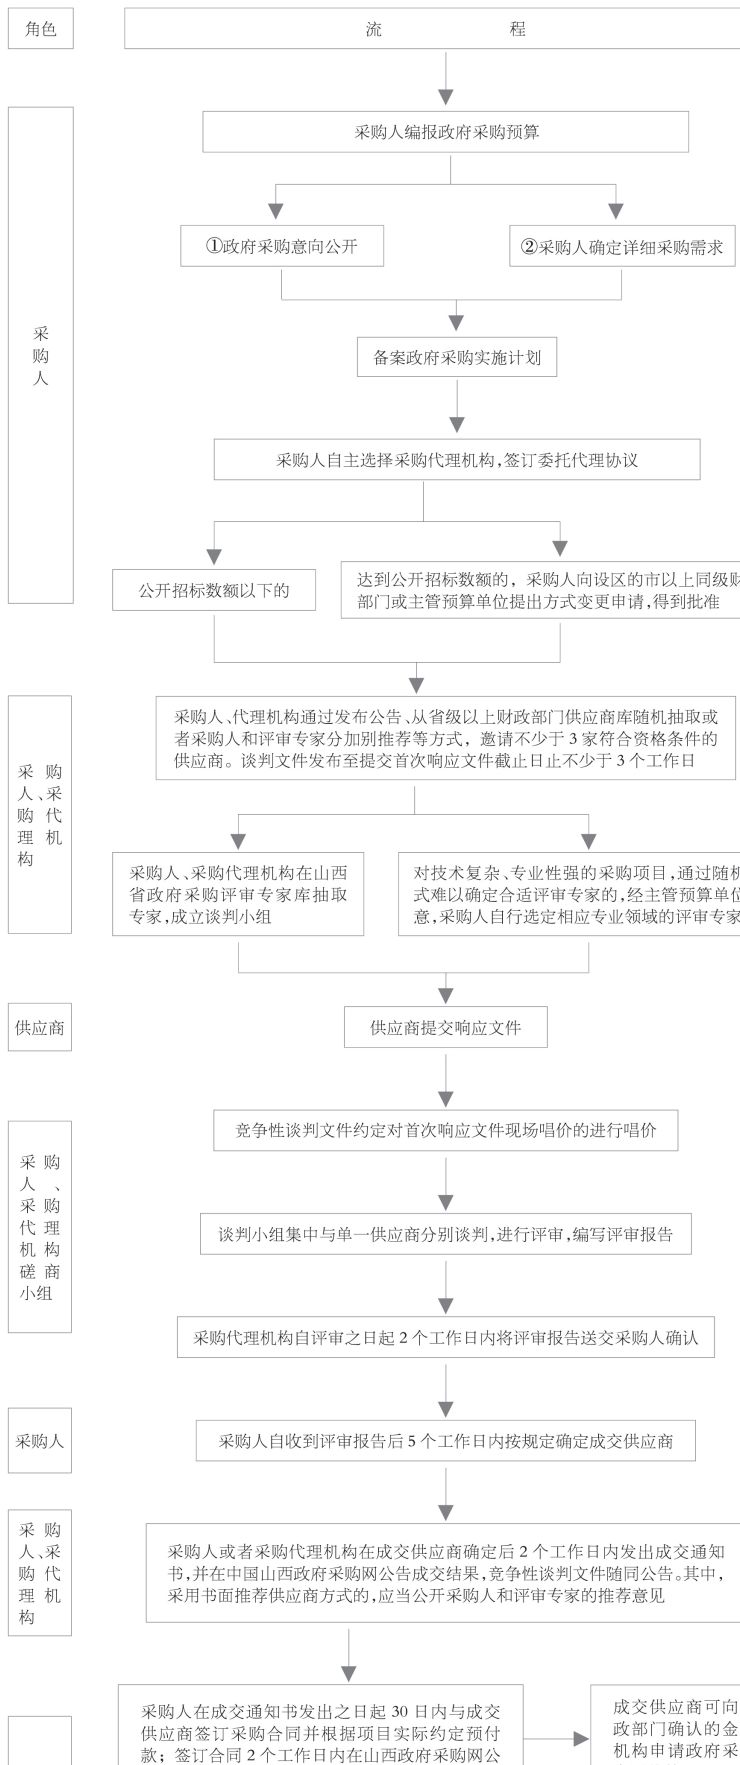 角色
流 程
采购人编报政府采购预算
①政府采购意向公开
②采购人确定详细采购需求
采
购
人
备案政府采购实施计划
采购人自主选择采购代理机构,签订委托代理协议
公开招标数额以下的
达到公开招标数额的，采购人向设区的市以上同级财
部门或主管预算单位提出方式变更申请,得到批准
采 购
人、采
购 代
理 机
构
采购人、代理机构通过发布公告、从省级以上财政部门供应商库随机抽取或
者采购人和评审专家分加别推荐等方式，邀请不少于 3 家符合资格条件的
供应商。谈判文件发布至提交首次响应文件截止日止不少于 3 个工作日
采购人、采购代理机构在山西
省政府采购评审专家库抽取
专家,成立谈判小组
对技术复杂、专业性强的采购项目,通过随机
式难以确定合适评审专家的,经主管预算单位
意,采购人自行选定相应专业领域的评审专家
供应商
供应商提交响应文件
竞争性谈判文件约定对首次响应文件现场唱价的进行唱价
采 购
人 、
采 购
代 理
机 构
磋 商
小组
谈判小组集中与单一供应商分别谈判,进行评审,编写评审报告
采购代理机构自评审之日起 2 个工作日内将评审报告送交采购人确认
采购人
采购人自收到评审报告后 5 个工作日内按规定确定成交供应商
采 购
人、采
购 代
理 机
构
采购人或者采购代理机构在成交供应商确定后 2 个工作日内发出成交通知
书,并在中国山西政府采购网公告成交结果,竞争性谈判文件随同公告。其中,
采用书面推荐供应商方式的,应当公开采购人和评审专家的推荐意见
采购人在成交通知书发出之日起 30 日内与成交
供应商签订采购合同并根据项目实际约定预付
款；签订合同 2 个工作日内在山西政府采购网公
成交供应商可向
政部门确认的金
机构申请政府采